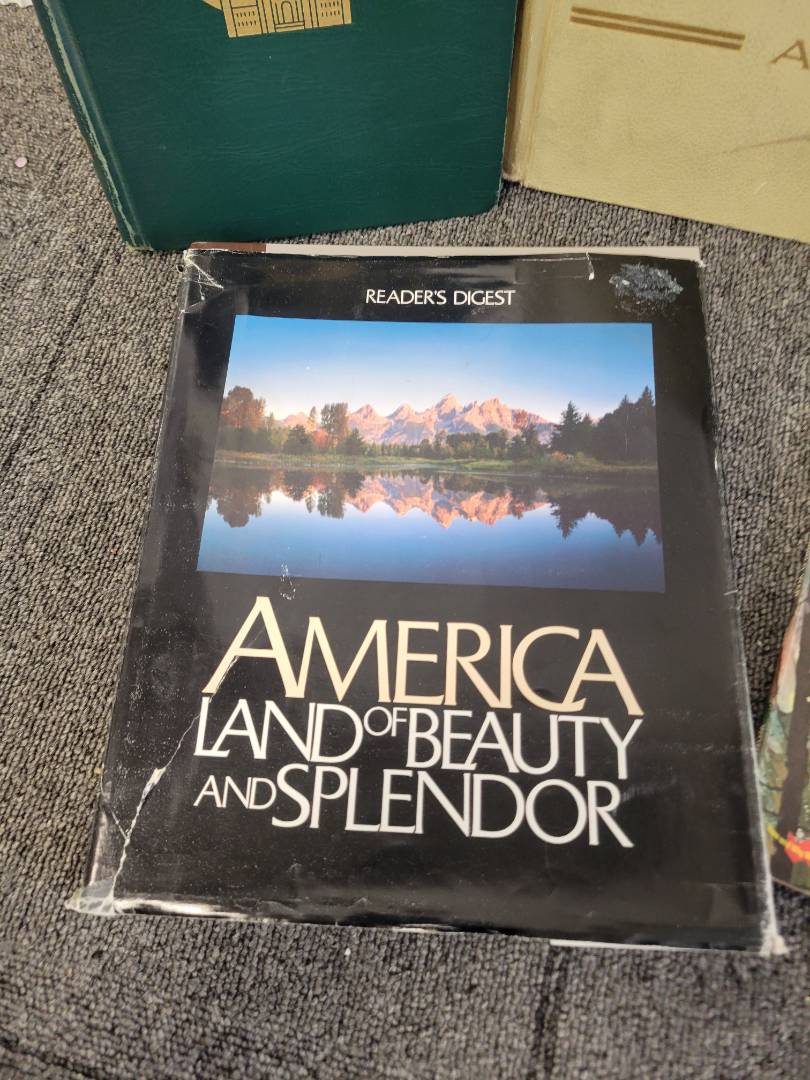 READER'S DIGEST
AMERICA
LAND OF BEAUTY
AND SPLENDOR